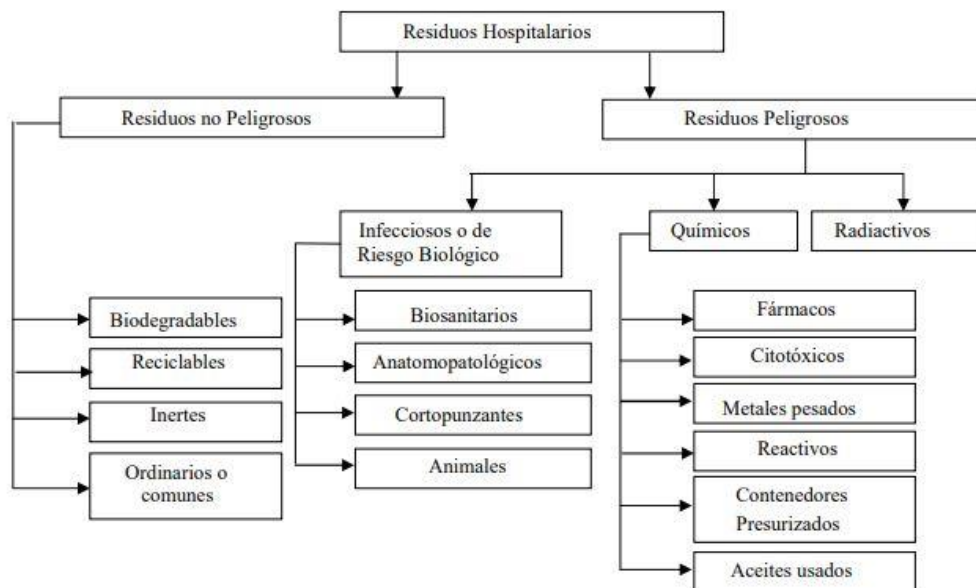 Residuos Hospitalarios
Residuos no Peligrosos
Residuos Peligrosos
Infecciosos o de
Riesgo Biológico
Químicos
Radiactivos
Biodegradables
Reciclables
Inertes
Ordinarios o
comunes
Biosanitarios
Anatomopatológicos
Cortopunzantes
Animales
Fármacos
Citotóxicos
Metales pesados
Reactivos
Contenedores
Presurizados
Aceites usados